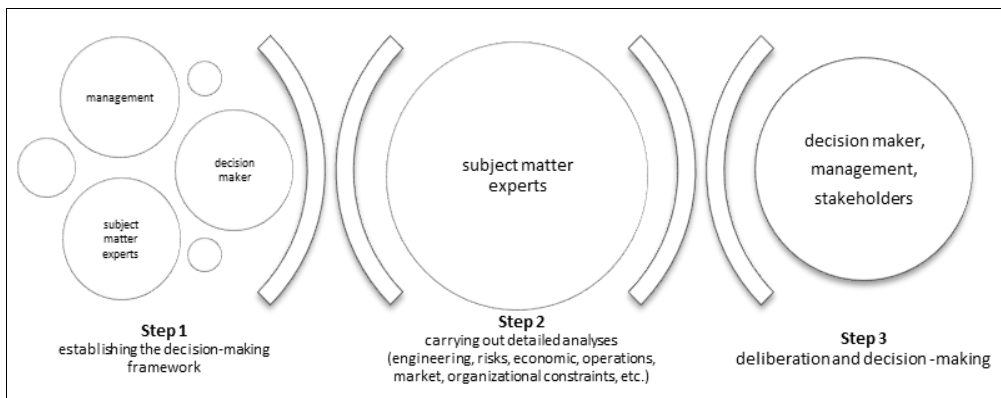 management
decision
maker
subject
matter
experts
Step 1
establishing the decision-making
framework
subject matter
experts
Step 2
carrying out detailed analyses
(engineering, risks, economic, operations,
market, organizational constraints, etc.)
decision maker,
management,
stakeholders
Step 3
deliberation and decision -making